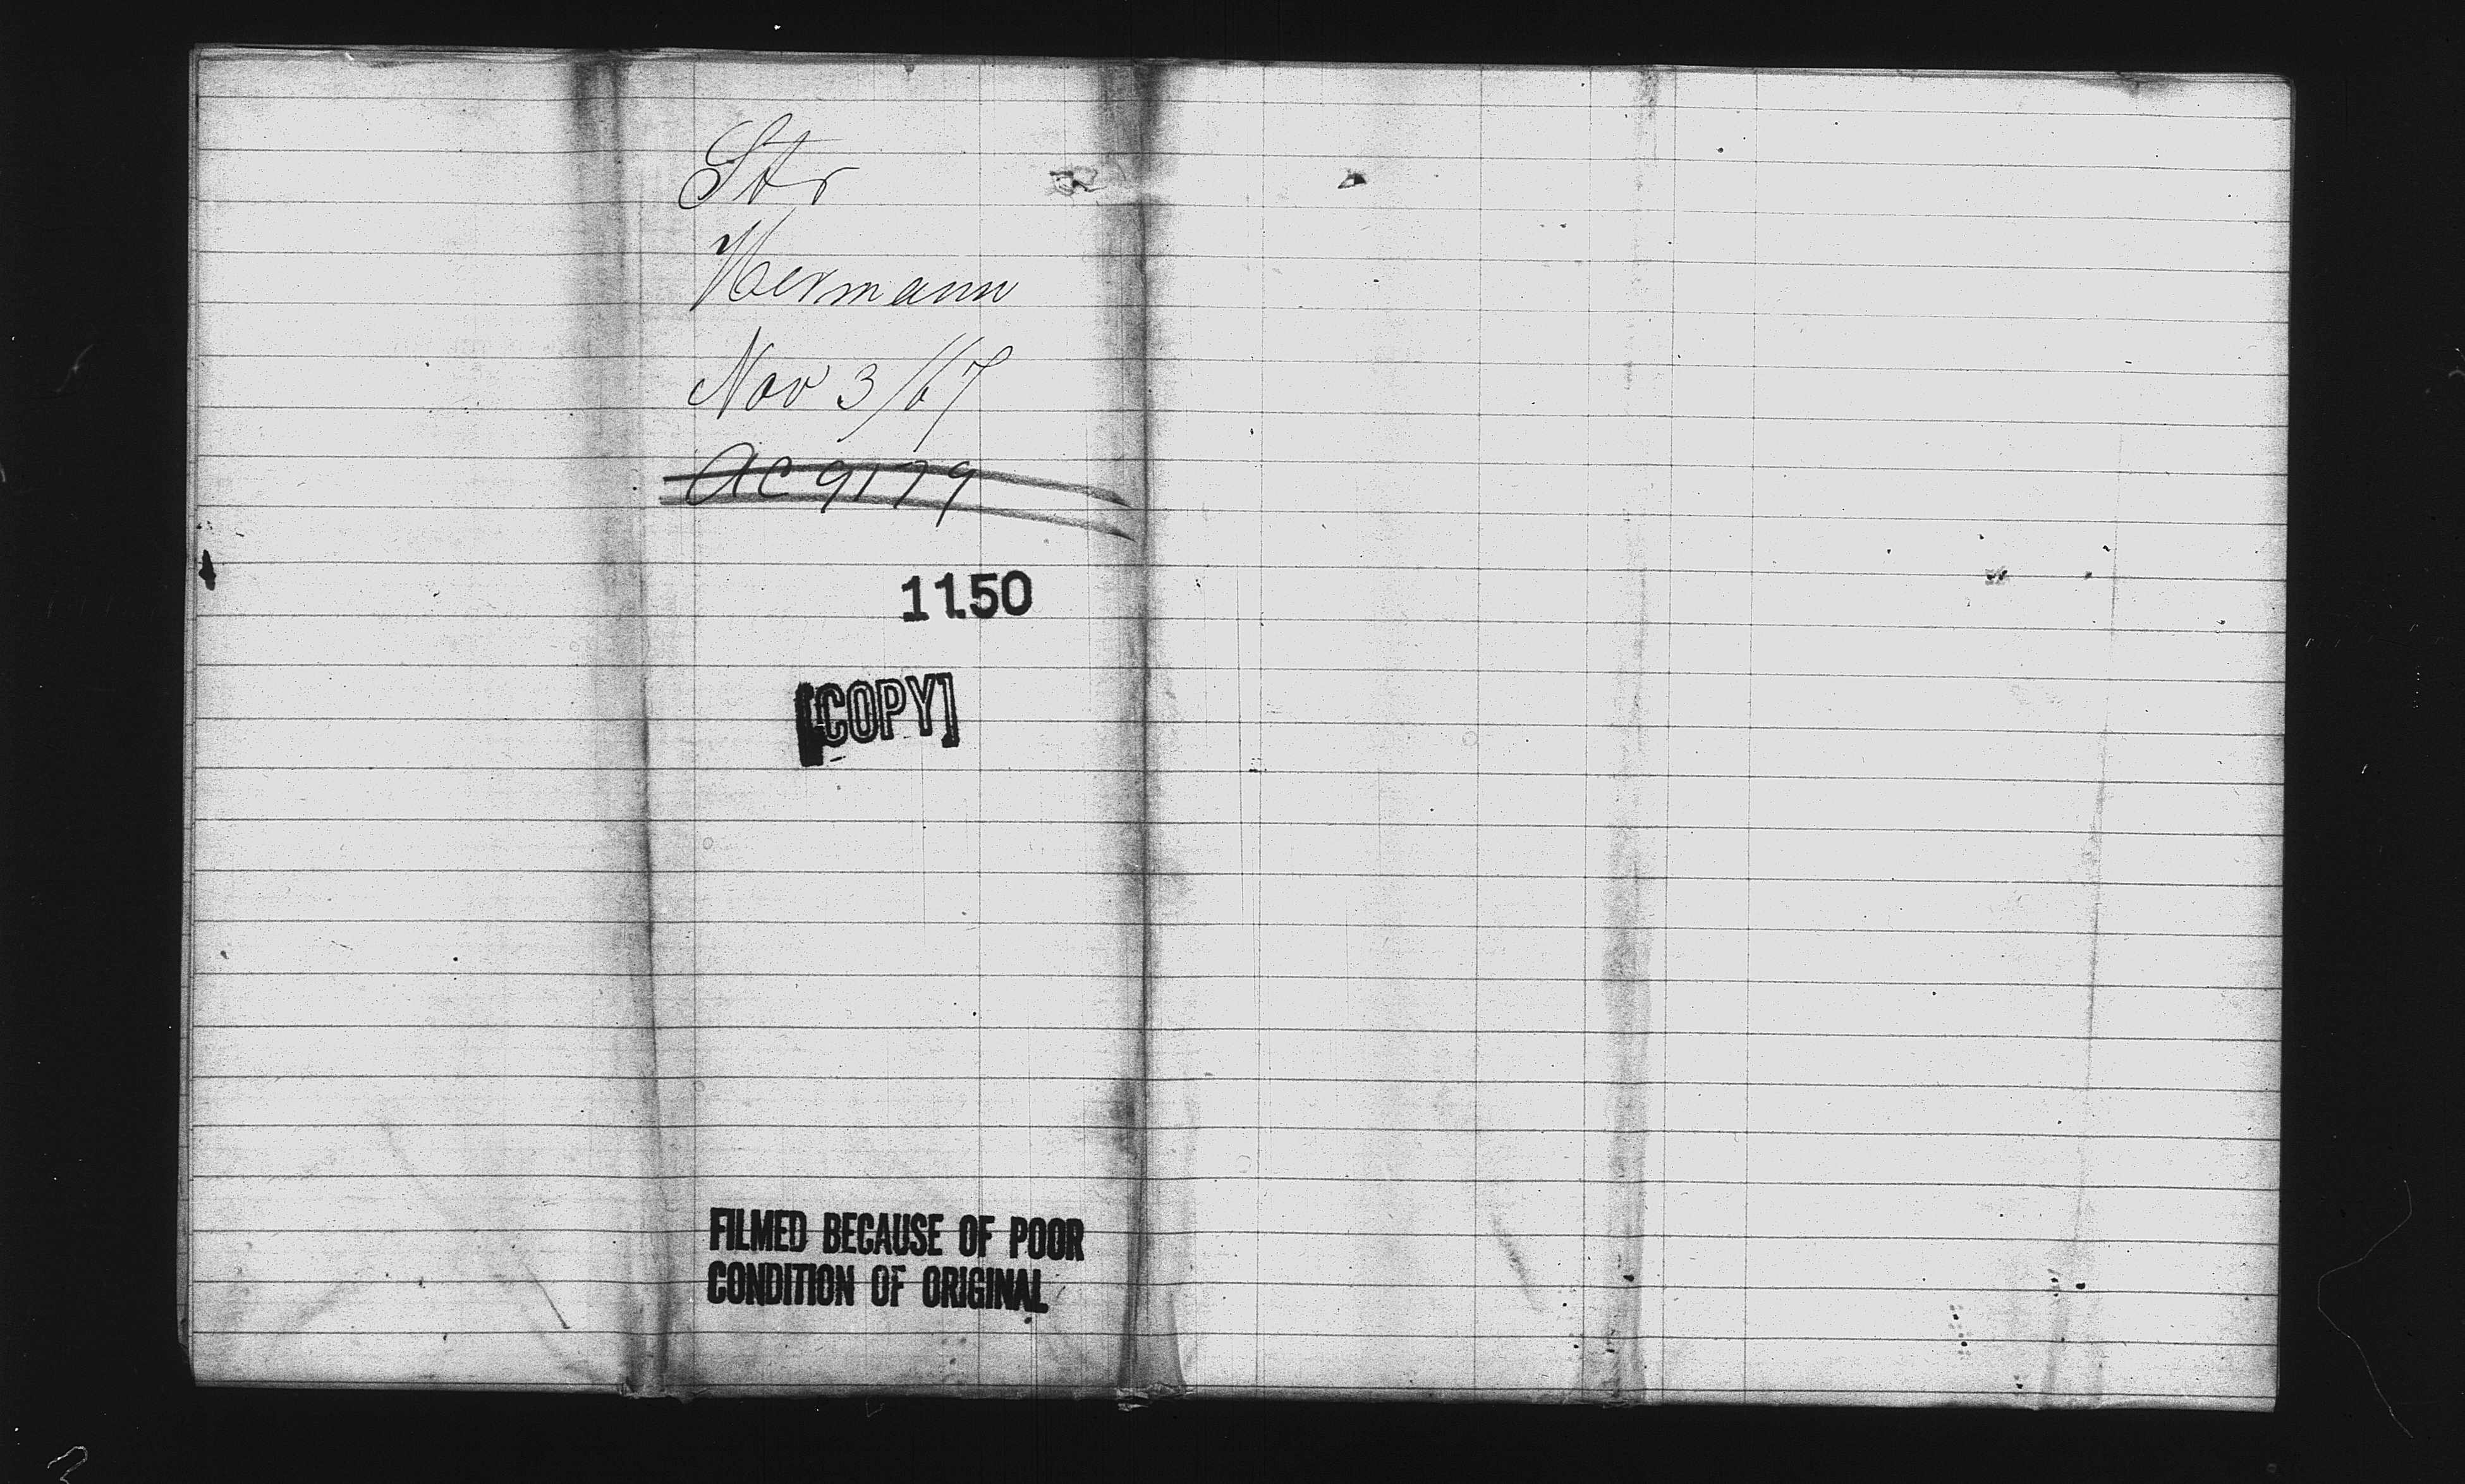 Str
Hermann
Nov 3/67
AC 9179
1150
[COPY]
FILMED BECAUSE OF POOR
CONDITION OF ORIGINAL